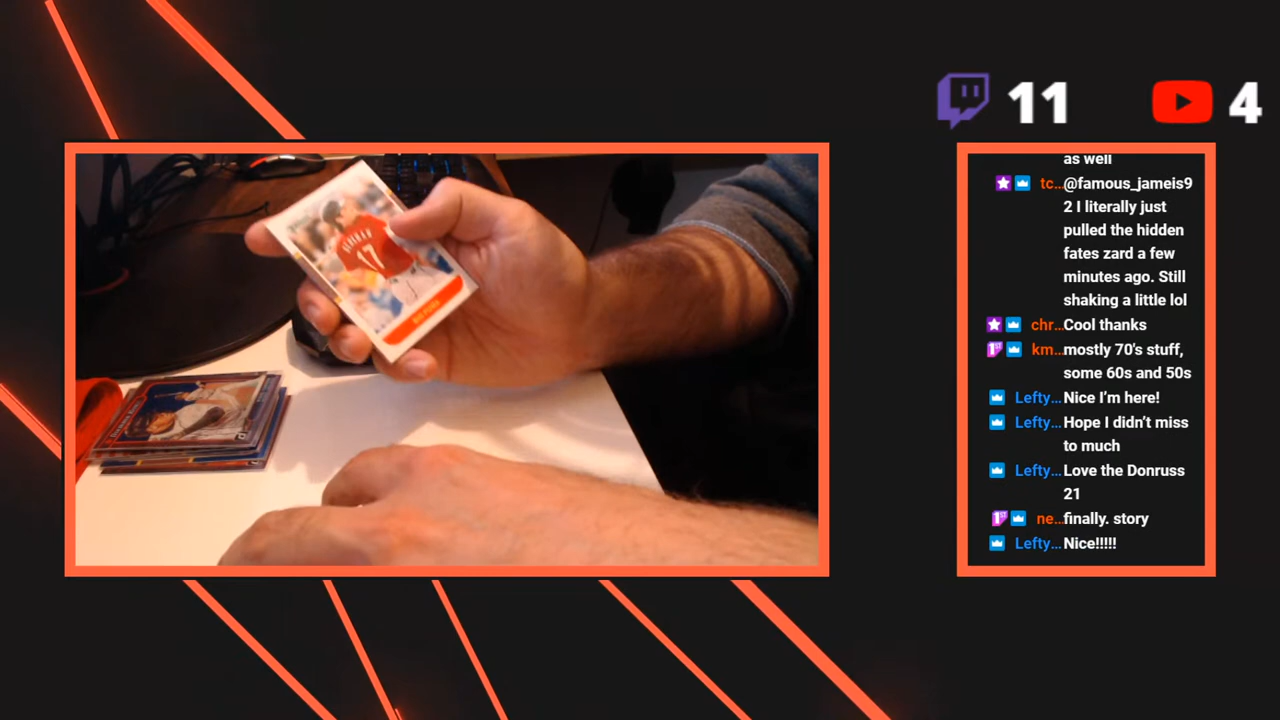 11
4
as well
tc...@famous_jameis9
2 I literally just
pulled the hidden
fates zard a few
minutes ago. Still
shaking a little lol
chr...Cool thanks
km...mostly 70's stuff,
some 60s and 50s
Lefty...Nice I'm here!
Lefty...Hope I didn't miss
to much
Lefty...Love the Donruss
21
ne...finally. story
Lefty...Nice!!!!!
17